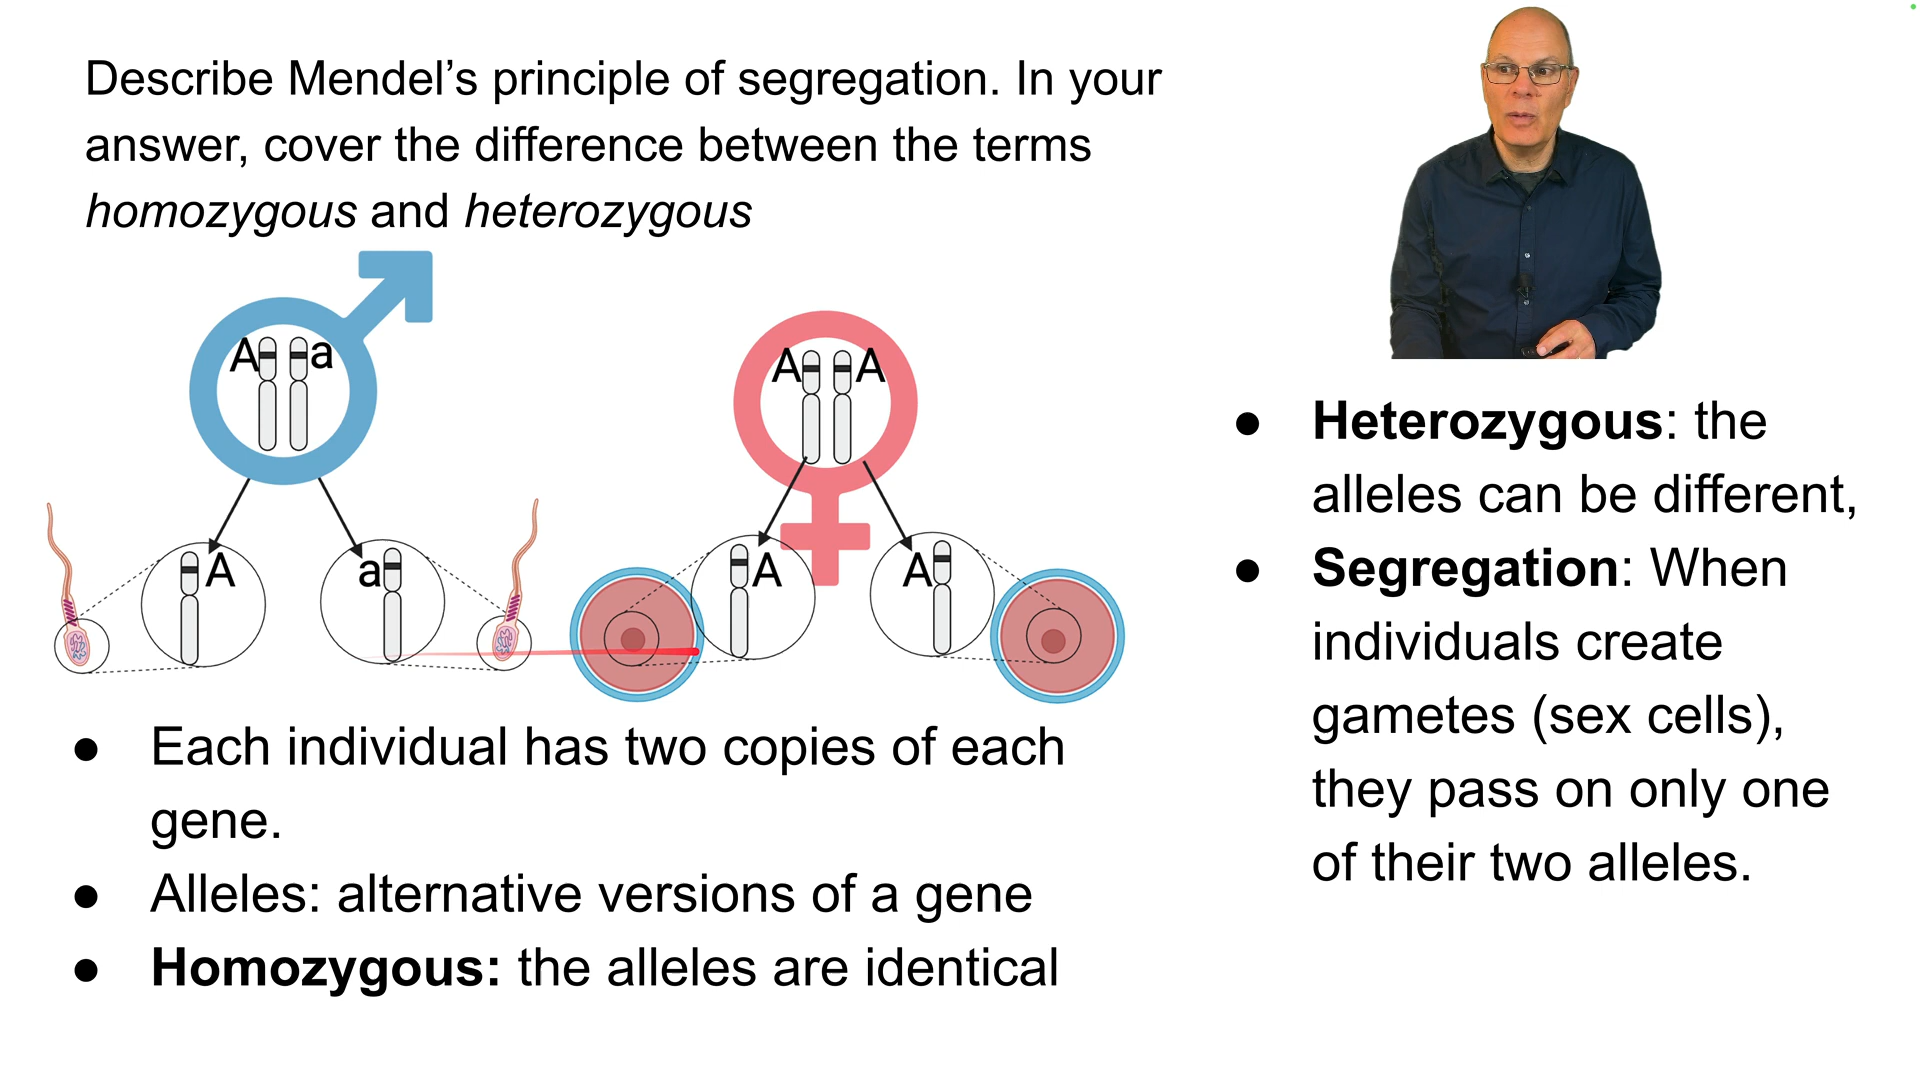 Describe Mendel’s principle of segregation. In your
answer, cover the difference between the terms
homozygous and heterozygous
A a
A A
A
a
A
A
● Each individual has two copies of each
gene.
● Alleles: alternative versions of a gene
● Homozygous: the alleles are identical
● Heterozygous: the
alleles can be different,
● Segregation: When
individuals create
gametes (sex cells),
they pass on only one
of their two alleles.